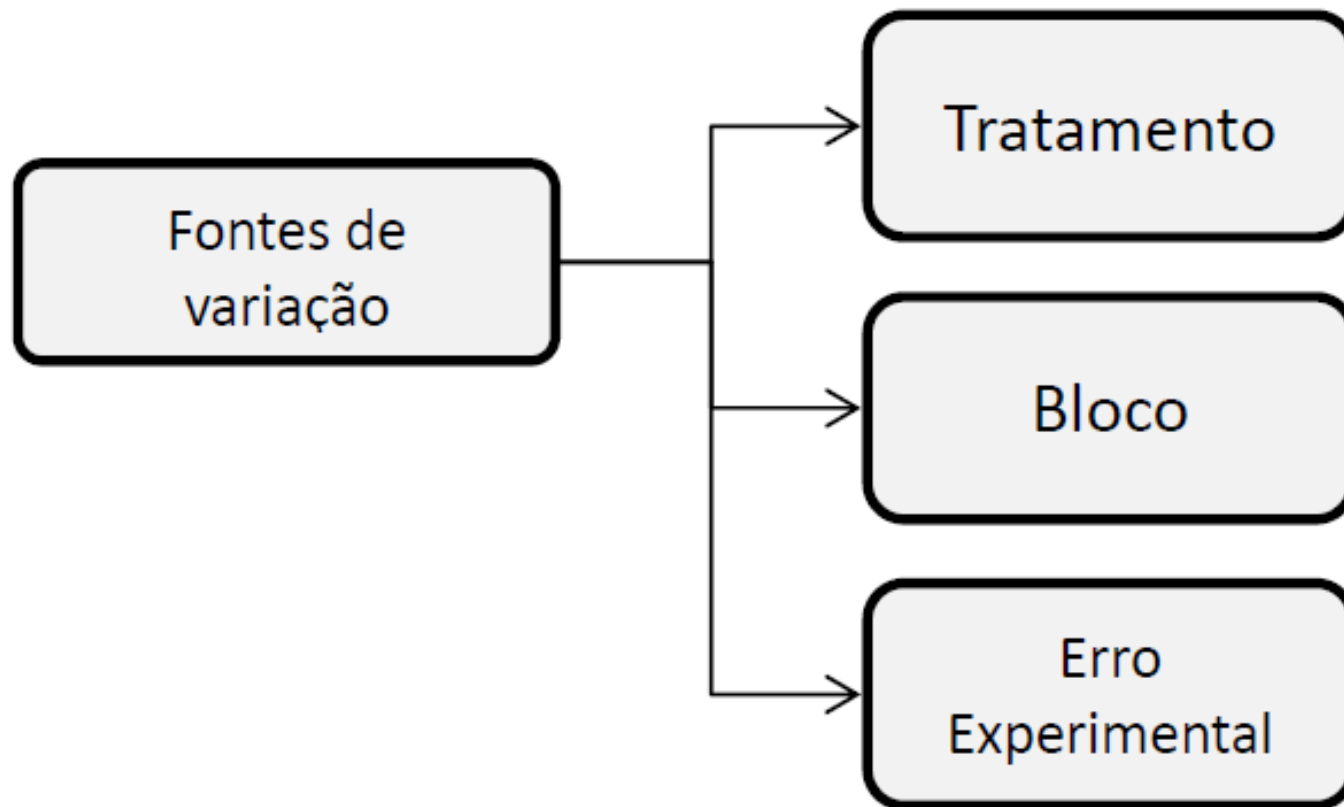 Fontes de
variação
Tratamento
Bloco
Erro
Experimental